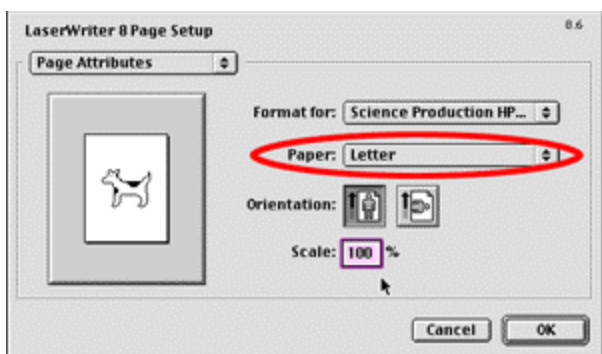 LaserWriter 8 Page Setup 8.6
Page Attributes
Format for: Science Production HP...
Paper: Letter
Orientation:
Scale: 100 %
Cancel OK